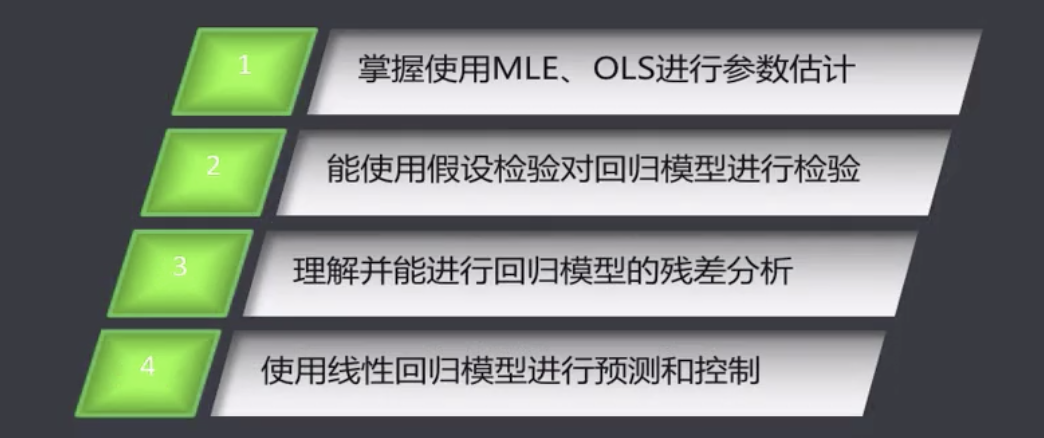 1
掌握使用MLE、OLS进行参数估计
2
能使用假设检验对回归模型进行检验
3
理解并能进行回归模型的残差分析
4
使用线性回归模型进行预测和控制